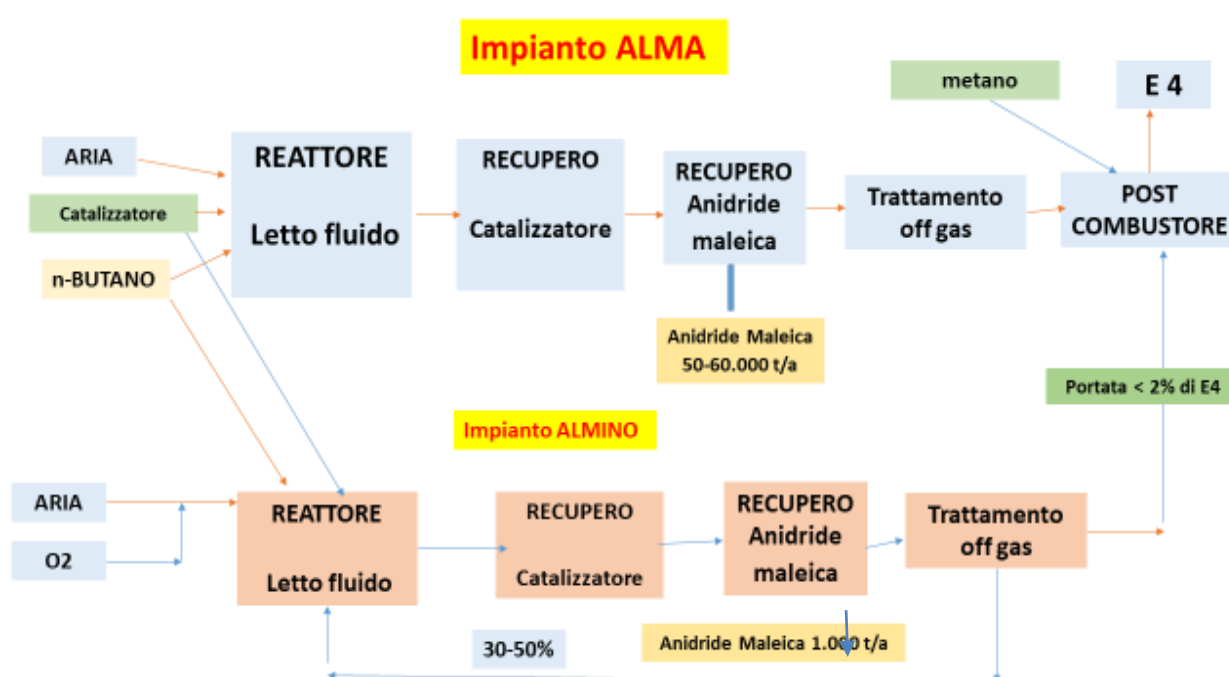 Impianto ALMA
metano
E 4
ARIA
Catalizzatore
n-BUTANO
REATTORE
Letto fluido
RECUPERO
Catalizzatore
RECUPERO
Anidride
maleica
Trattamento
off gas
POST
COMBUSTORE
Anidride Maleica
50-60.000 t/a
Portata < 2% di E4
Impianto ALMINO
ARIA
O2
REATTORE
Letto fluido
RECUPERO
Catalizzatore
RECUPERO
Anidride
maleica
Trattamento
off gas
30-50%
Anidride Maleica 1.000 t/a